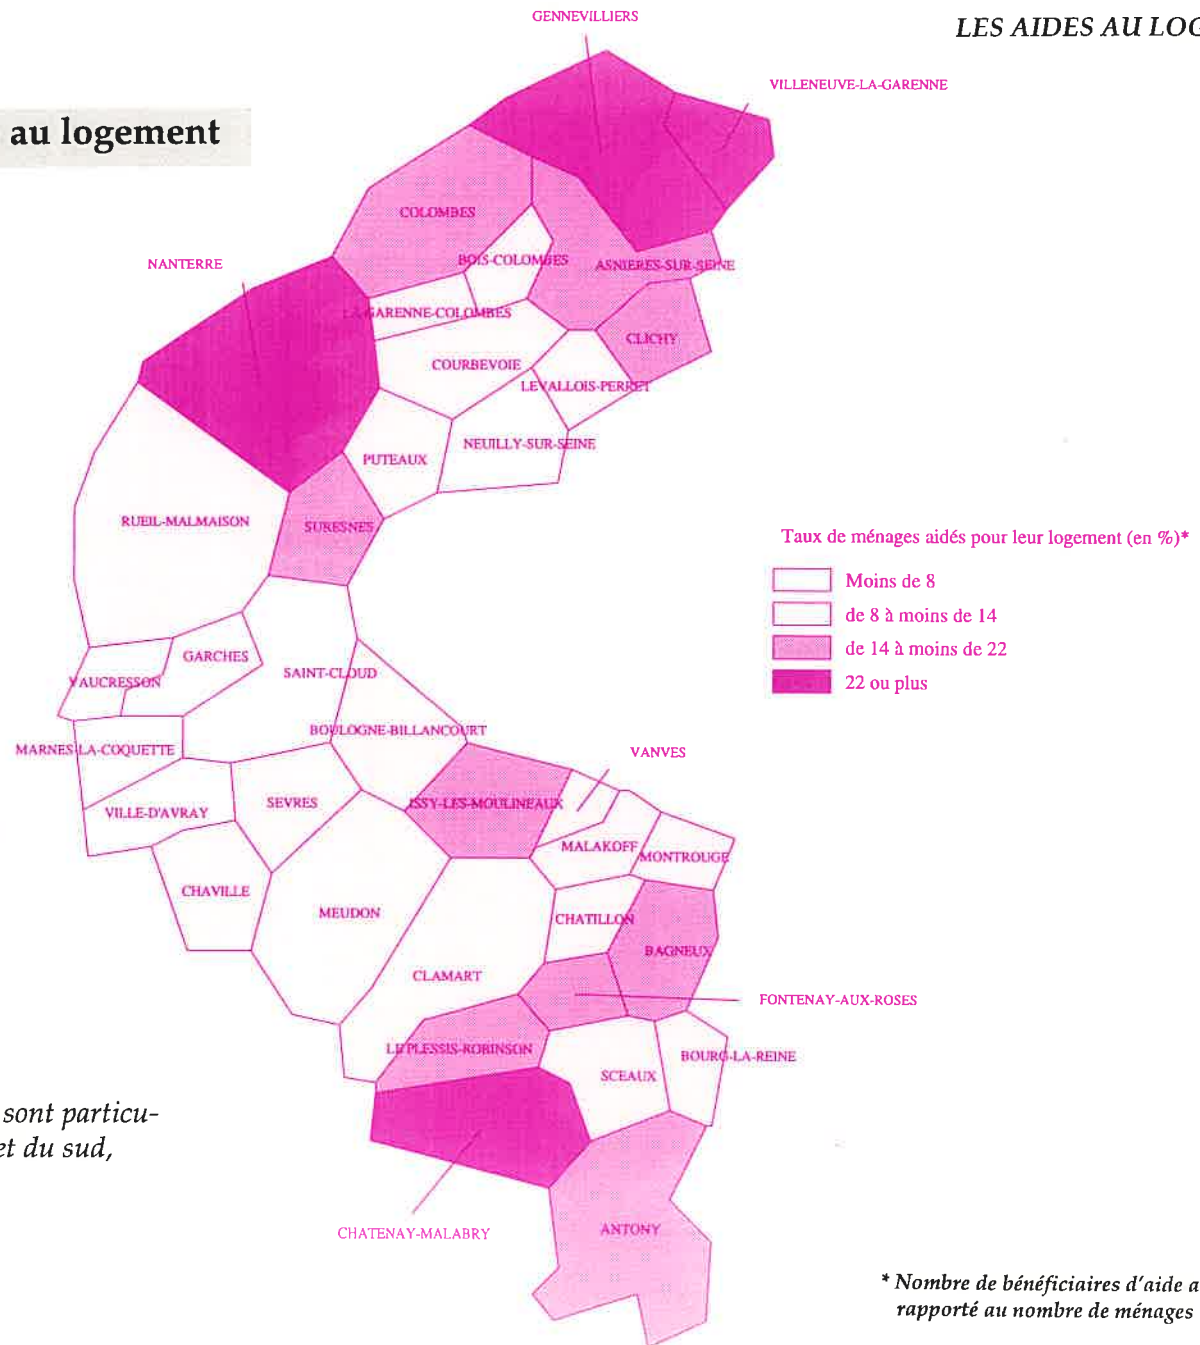 LES AIDES AU LOG
au logement
GENNEVILLIERS
VILLENEUVE-LA-GARENNE
COLOMBES
NANTERRE
BOIS-COLOMBES
ASNIERES-SUR-SEINE
LA-GARENNE-COLOMBES
CLICHY
COURBEVOIE
LEVALLOIS-PERRET
NEUILLY-SUR-SEINE
PUTEAUX
RUEIL-MALMAISON
SURESNES
Taux de ménages aidés pour leur logement (en %)*
Moins de 8
de 8 à moins de 14
de 14 à moins de 22
22 ou plus
GARCHES
SAINT-CLOUD
VAUCRESSON
BOULOGNE-BILLANCOURT
MARNES-LA-COQUETTE
VANVES
SEVRES
ISSY-LES-MOULINEAUX
VILLE-D'AVRAY
MALAKOFF
MONTROUGE
CHAVILLE
MEUDON
CHATILLON
BAGNEUX
CLAMART
FONTENAY-AUX-ROSES
LE PLESSIS-ROBINSON
BOURG-LA-REINE
SCEAUX
sont particu-
et du sud,
CHATENAY-MALABRY
ANTONY
* Nombre de bénéficiaires d'aide a
rapporté au nombre de ménages